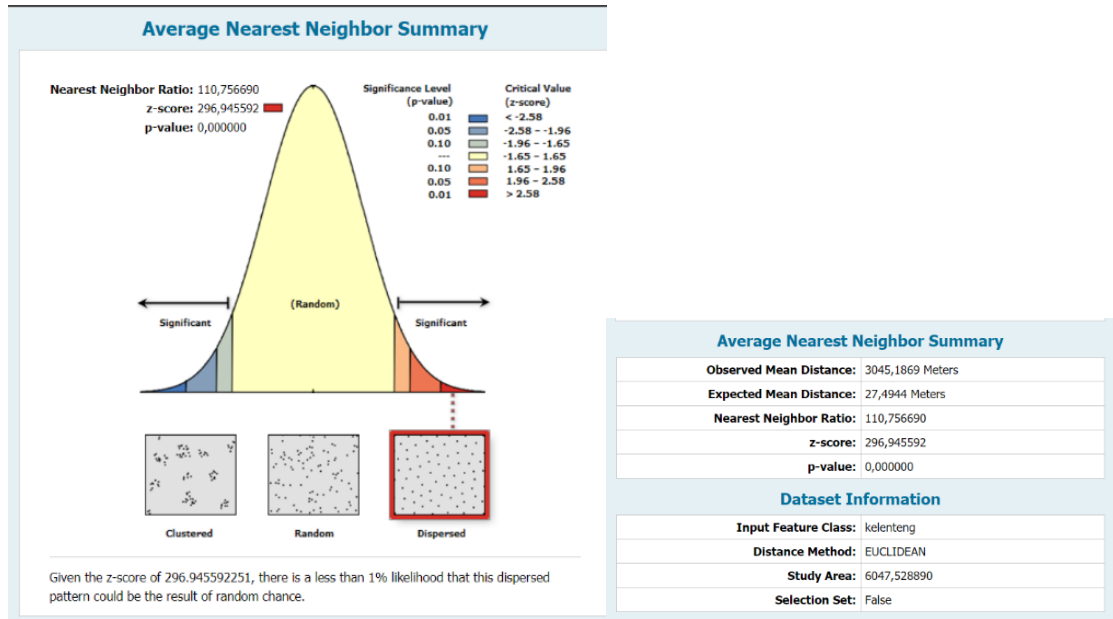 Average Nearest Neighbor Summary
Nearest Neighbor Ratio: 110,756690
z-score: 296,945592
p-value: 0,000000
Significance Level (p-value)
Critical Value (z-score)
0.01 < -2.58
0.05 -2.58 - -1.96
0.10 -1.96 - -1.65
--- -1.65 - 1.65
0.10 1.65 - 1.96
0.05 1.96 - 2.58
0.01 > 2.58
(Random)
Significant
Significant
Clustered
Random
Dispersed
Given the z-score of 296.945592251, there is a less than 1% likelihood that this dispersed
pattern could be the result of random chance.
Average Nearest Neighbor Summary
Observed Mean Distance: 3045,1869 Meters
Expected Mean Distance: 27,4944 Meters
Nearest Neighbor Ratio: 110,756690
z-score: 296,945592
p-value: 0,000000
Dataset Information
Input Feature Class: kelenteng
Distance Method: EUCLIDEAN
Study Area: 6047,528890
Selection Set: False